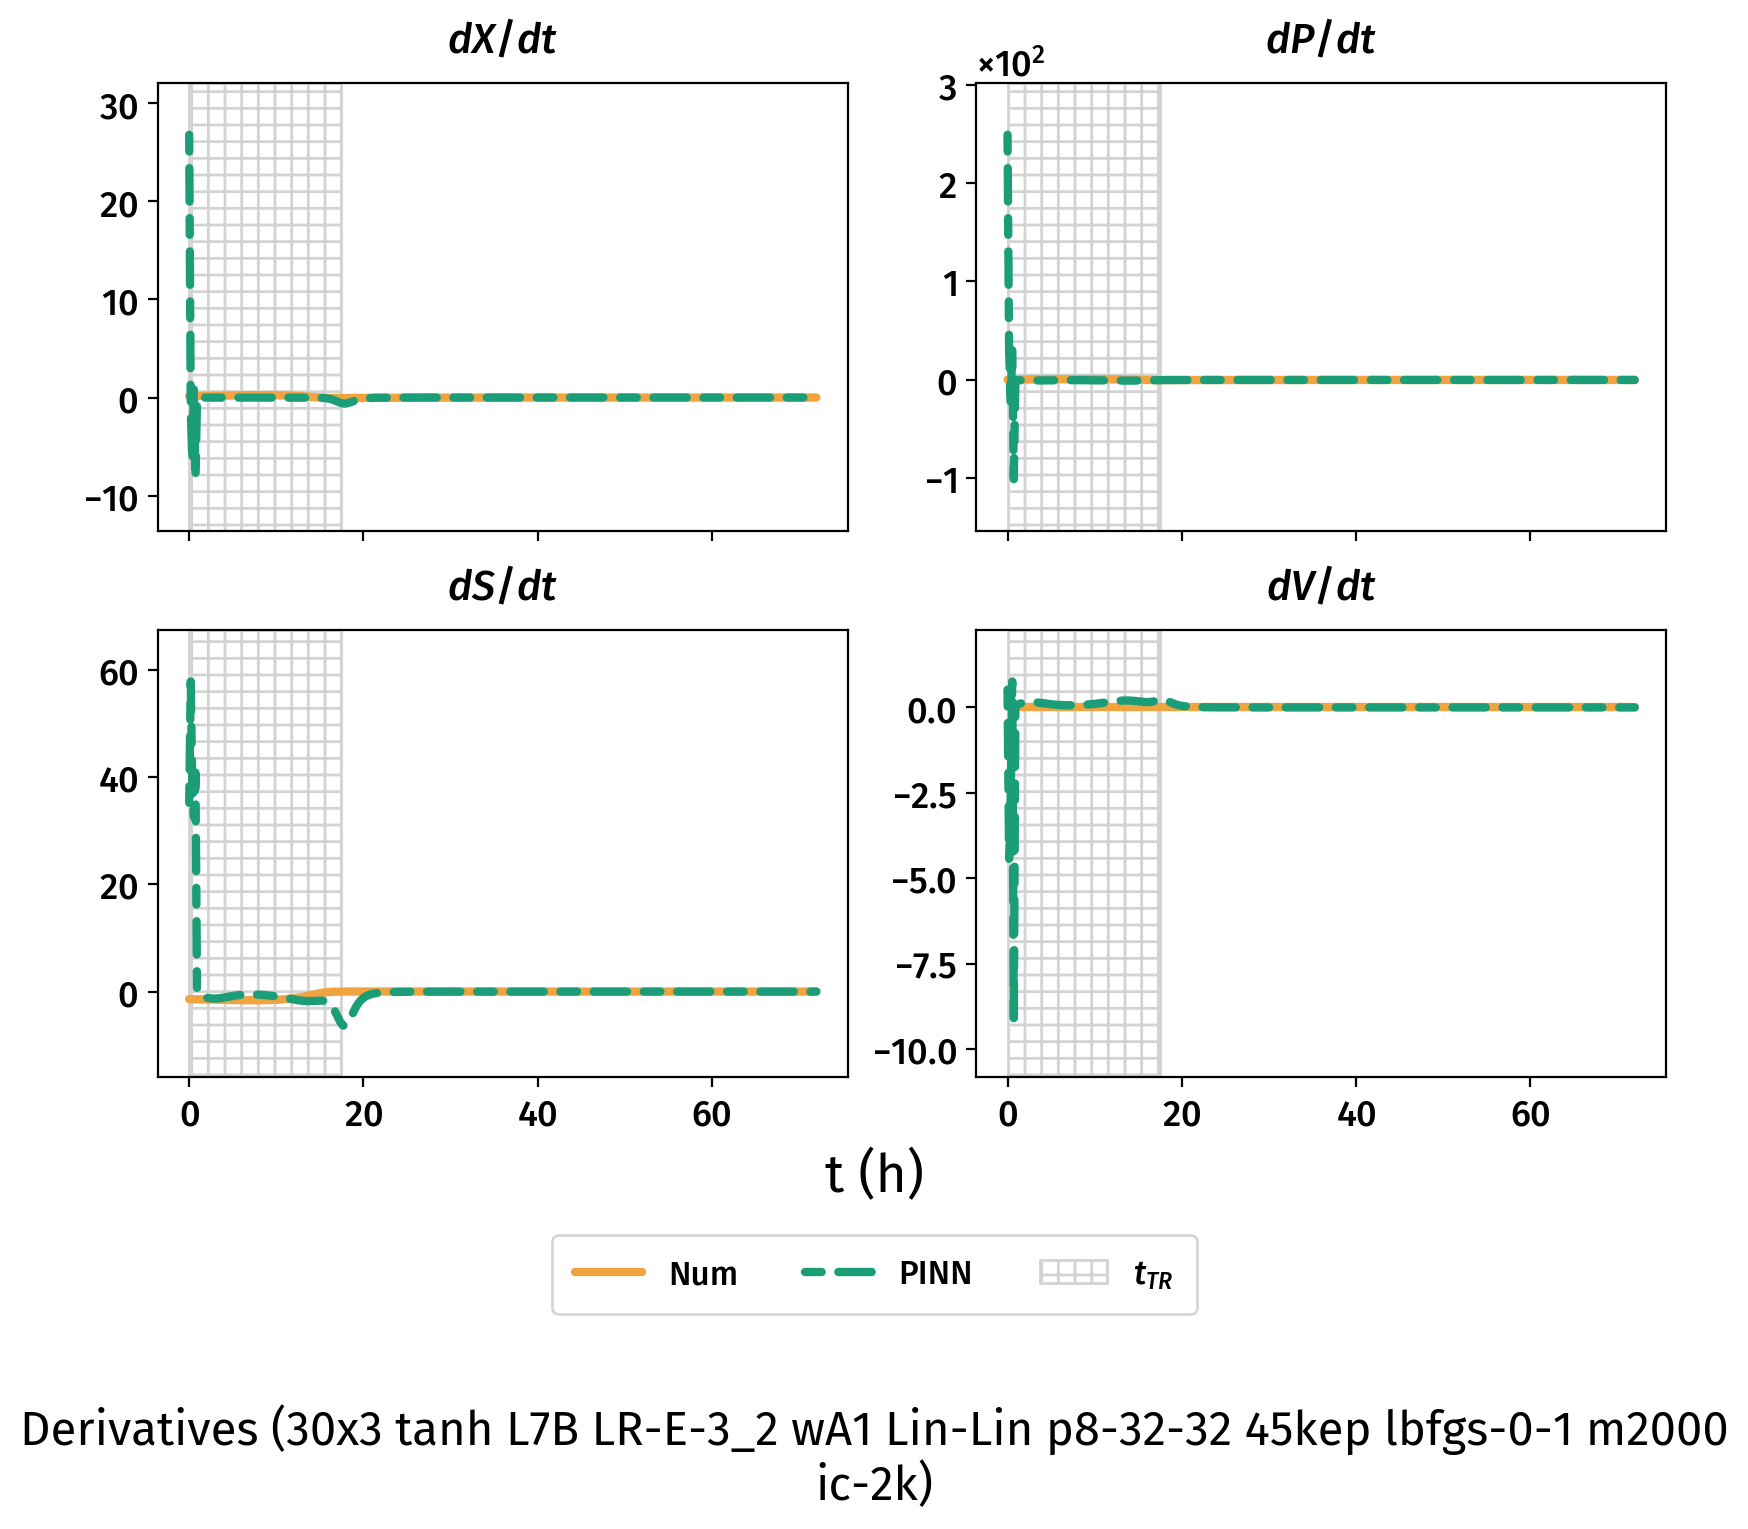 dX/dt
dP/dt
×10²
30
20
10
0
−10
3
2
1
0
−1
dS/dt
dV/dt
60
40
20
0
0.0
−2.5
−5.0
−7.5
−10.0
0 20 40 60
0 20 40 60
t (h)
Num PINN tTR
Derivatives (30x3 tanh L7B LR-E-3_2 wA1 Lin-Lin p8-32-32 45kep lbfgs-0-1 m2000
ic-2k)